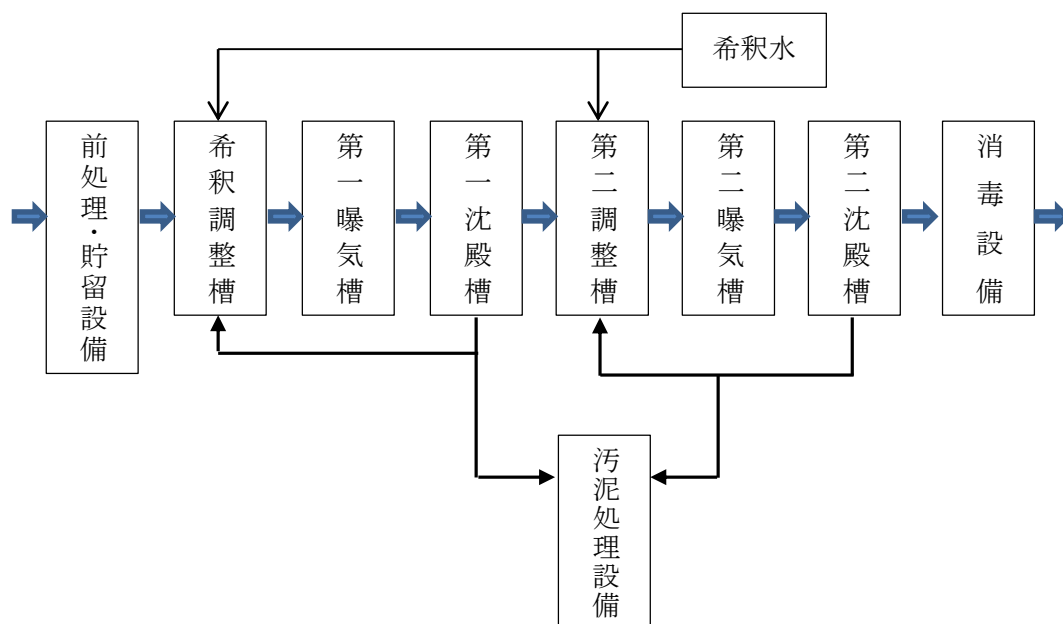 希釈水
前処理・貯留設備
希釈調整槽
第一曝気槽
第一沈殿槽
第二調整槽
第二曝気槽
第二沈殿槽
消毒設備
汚泥処理設備